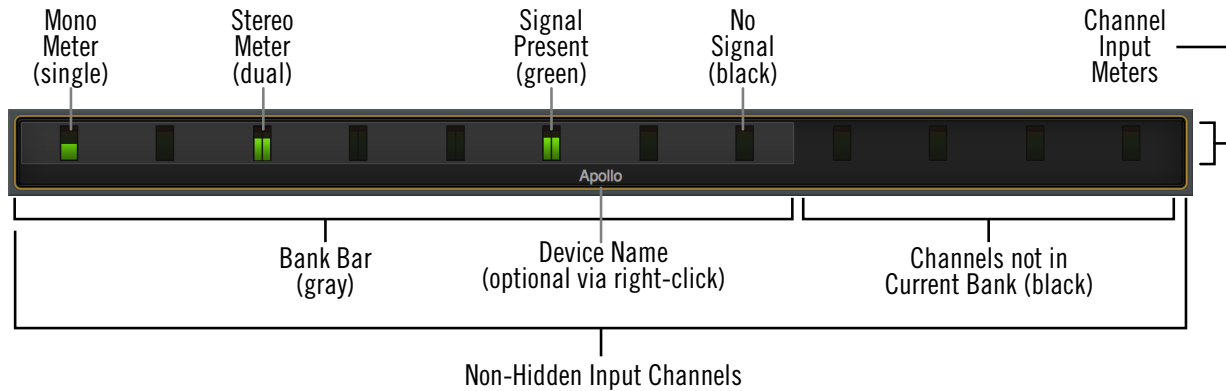 Mono
Meter
(single)
Stereo
Meter
(dual)
Signal
Present
(green)
No
Signal
(black)
Channel
Input
Meters
Apollo
Bank Bar
(gray)
Device Name
(optional via right-click)
Channels not in
Current Bank (black)
Non-Hidden Input Channels